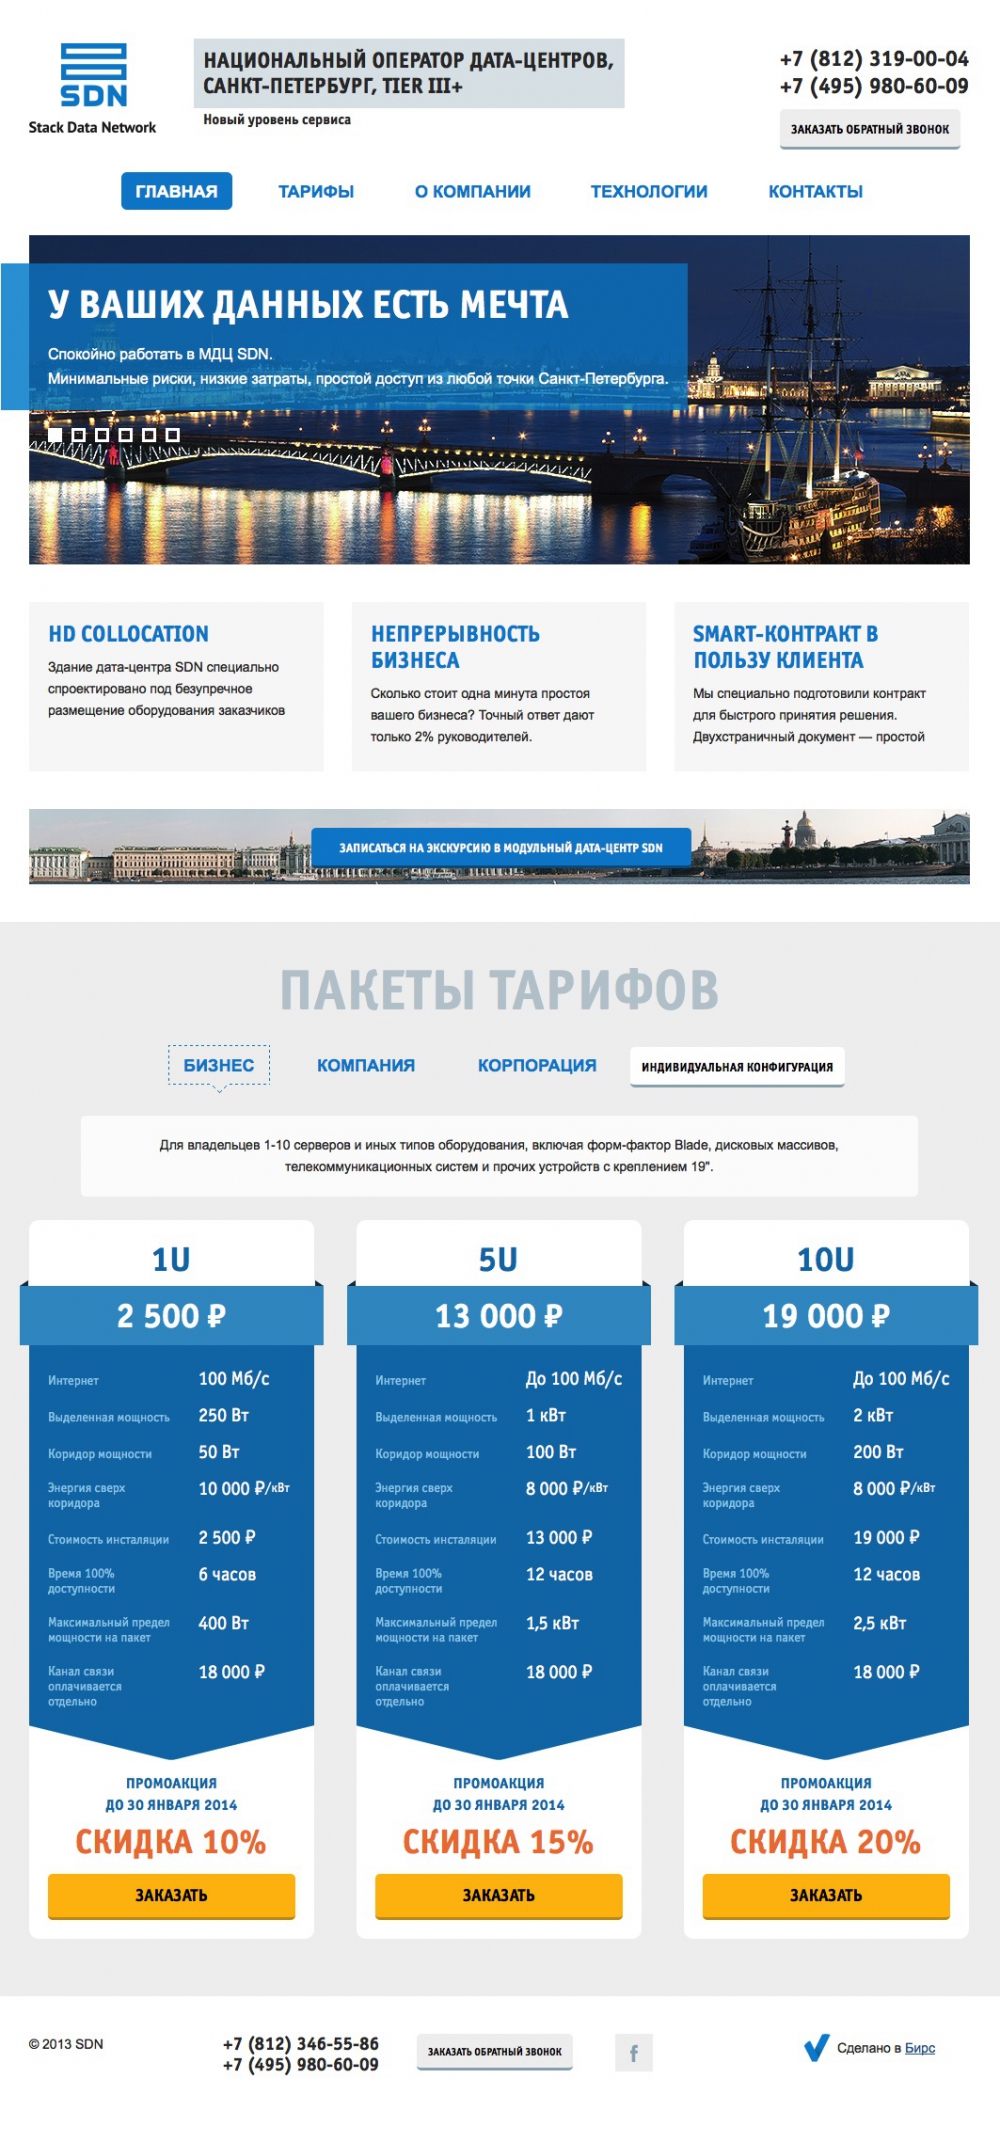 SDN
Stack Data Network
НАЦИОНАЛЬНЫЙ ОПЕРАТОР ДАТА-ЦЕНТРОВ,
САНКТ-ПЕТЕРБУРГ, TIER III+
Новый уровень сервиса
+7 (812) 319-00-04
+7 (495) 980-60-09
ЗАКАЗАТЬ ОБРАТНЫЙ ЗВОНОК
ГЛАВНАЯ ТАРИФЫ О КОМПАНИИ ТЕХНОЛОГИИ КОНТАКТЫ
У ВАШИХ ДАННЫХ ЕСТЬ МЕЧТА
Спокойно работать в МДЦ SDN.
Минимальные риски, низкие затраты, простой доступ из любой точки Санкт-Петербурга.
HD COLLOCATION
Здание дата-центра SDN специально
спроектировано под безупречное
размещение оборудования заказчиков
НЕПРЕРЫВНОСТЬ
БИЗНЕСА
Сколько стоит одна минута простоя
вашего бизнеса? Точный ответ дают
только 2% руководителей.
SMART-КОНТРАКТ В
ПОЛЬЗУ КЛИЕНТА
Мы специально подготовили контракт
для быстрого принятия решения.
Двухстраничный документ — простой
ЗАПИСАТЬСЯ НА ЭКСКУРСИЮ В МОДУЛЬНЫЙ ДАТА-ЦЕНТР SDN
ПАКЕТЫ ТАРИФОВ
БИЗНЕС КОМПАНИЯ КОРПОРАЦИЯ ИНДИВИДУАЛЬНАЯ КОНФИГУРАЦИЯ
Для владельцев 1-10 серверов и иных типов оборудования, включая форм-фактор Blade, дисковых массивов,
телекоммуникационных систем и прочих устройств с креплением 19".
1U
2 500 ₽
Интернет 100 Мб/с
Выделенная мощность 250 Вт
Коридор мощности 50 Вт
Энергия сверх 10 000 ₽/кВт
коридора
Стоимость инсталяции 2 500 ₽
Время 100% 6 часов
доступности
Максимальный предел 400 Вт
мощности на пакет
Канал связи 18 000 ₽
оплачивается
отдельно
ПРОМОАКЦИЯ
ДО 30 ЯНВАРЯ 2014
СКИДКА 10%
ЗАКАЗАТЬ
5U
13 000 ₽
Интернет До 100 Мб/с
Выделенная мощность 1 кВт
Коридор мощности 100 Вт
Энергия сверх 8 000 ₽/кВт
коридора
Стоимость инсталяции 13 000 ₽
Время 100% 12 часов
доступности
Максимальный предел 1,5 кВт
мощности на пакет
Канал связи 18 000 ₽
оплачивается
отдельно
ПРОМОАКЦИЯ
ДО 30 ЯНВАРЯ 2014
СКИДКА 15%
ЗАКАЗАТЬ
10U
19 000 ₽
Интернет До 100 Мб/с
Выделенная мощность 2 кВт
Коридор мощности 200 Вт
Энергия сверх 8 000 ₽/кВт
коридора
Стоимость инсталяции 19 000 ₽
Время 100% 12 часов
доступности
Максимальный предел 2,5 кВт
мощности на пакет
Канал связи 18 000 ₽
оплачивается
отдельно
ПРОМОАКЦИЯ
ДО 30 ЯНВАРЯ 2014
СКИДКА 20%
ЗАКАЗАТЬ
© 2013 SDN
+7 (812) 346-55-86
+7 (495) 980-60-09
ЗАКАЗАТЬ ОБРАТНЫЙ ЗВОНОК
f
Сделано в Бирс